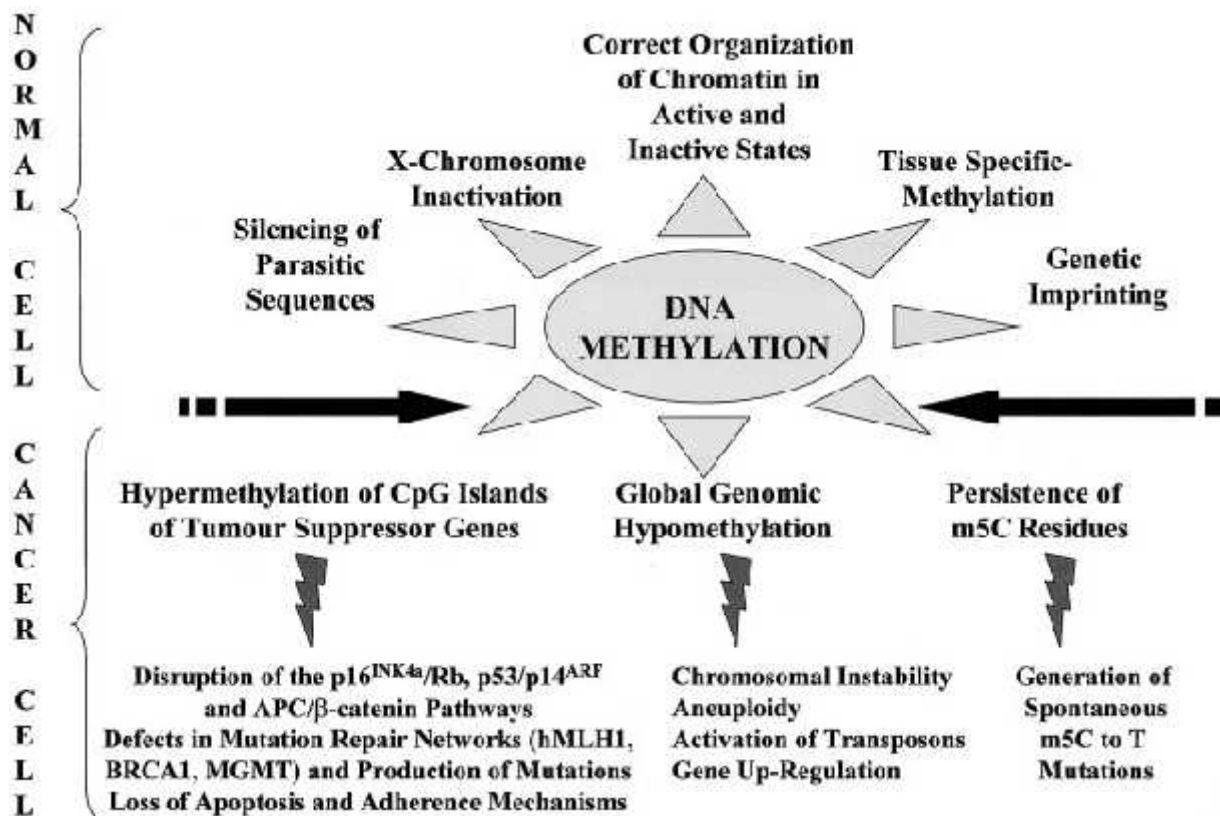 NORMAL CELL
Correct Organization
of Chromatin in
Active and
Inactive States
X-Chromosome
Inactivation
Tissue Specific-
Methylation
Silencing of
Parasitic
Sequences
Genetic
Imprinting
DNA
METHYLATION
CANCER CELL
Hypermethylation of CpG Islands
of Tumour Suppressor Genes
Global Genomic
Hypomethylation
Persistence of
m5C Residues
Disruption of the p16INK4a/Rb, p53/p14ARF
and APC/β-catenin Pathways
Defects in Mutation Repair Networks (hMLH1,
BRCA1, MGMT) and Production of Mutations
Loss of Apoptosis and Adherence Mechanisms
Chromosomal Instability
Aneuploidy
Activation of Transposons
Gene Up-Regulation
Generation of
Spontaneous
m5C to T
Mutations